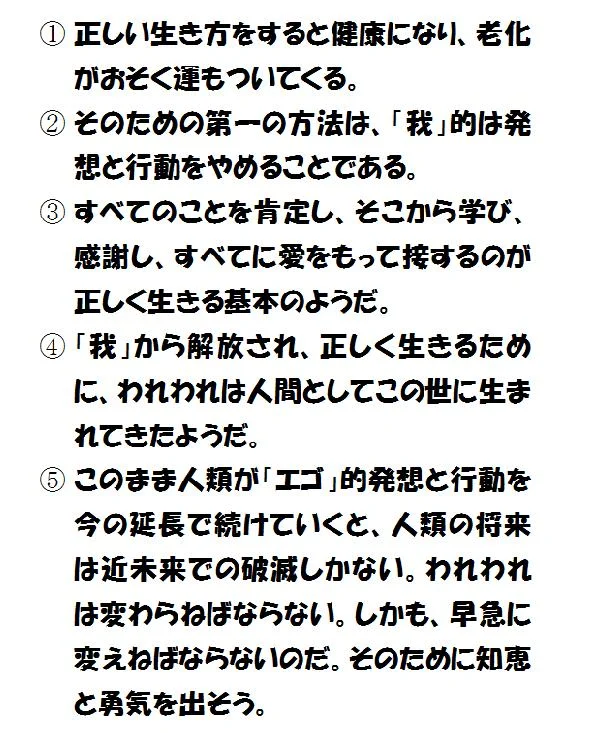 ① 正しい生き方をすると健康になり、老化
がおそく運もついてくる。
② そのための第一の方法は、「我」的は発
想と行動をやめることである。
③ すべてのことを肯定し、そこから学び、
感謝し、すべてに愛をもって接するのが
正しく生きる基本のようだ。
④ 「我」から解放され、正しく生きるため
に、われわれは人間としてこの世に生ま
れてきたようだ。
⑤ このまま人類が「エゴ」的発想と行動を
今の延長で続けていくと、人類の将来
は近未来での破滅しかない。われわれ
は変わらねばならない。しかも、早急に
変えねばならないのだ。そのために知恵
と勇気を出そう。